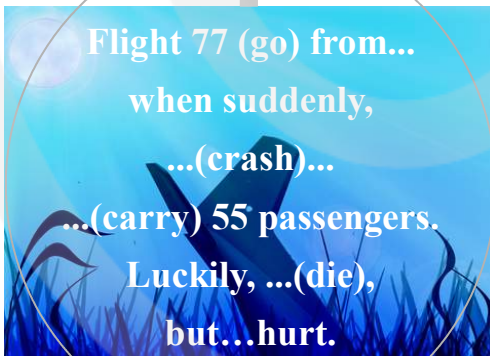 Flight 77 (go) from...
when suddenly,
...(crash)...
...(carry) 55 passengers.
Luckily, ...(die),
but…hurt.